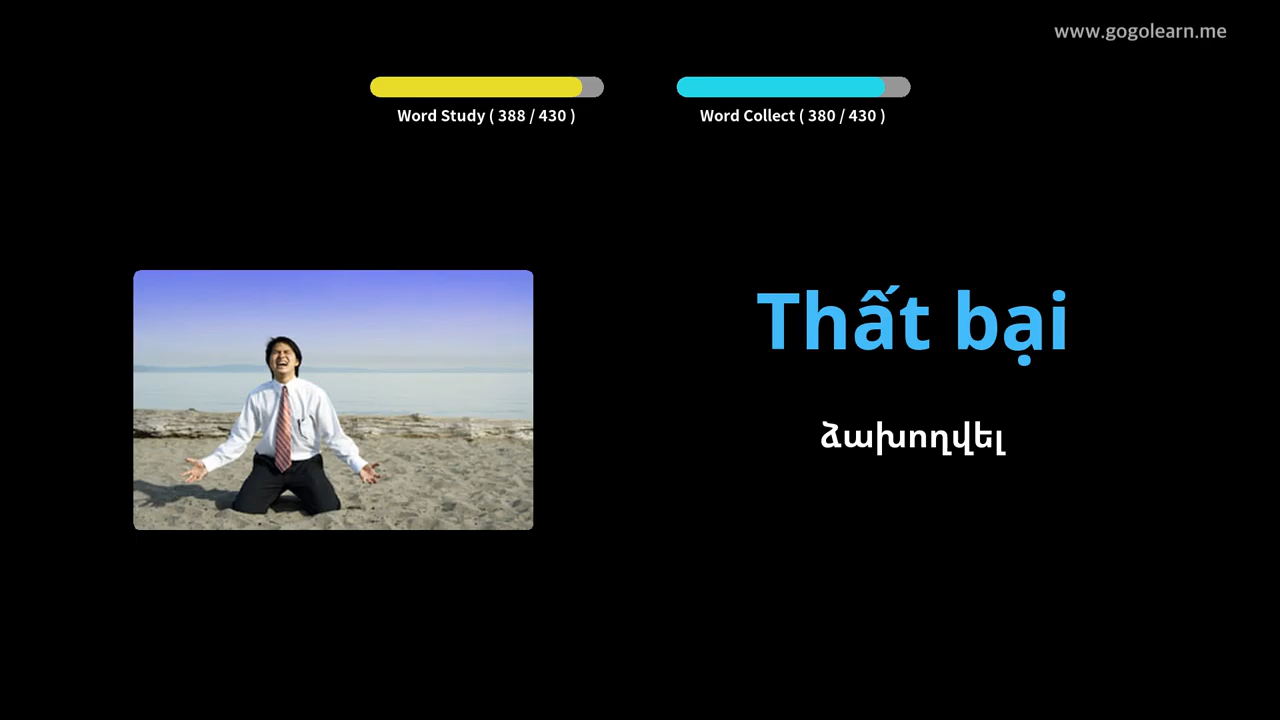 www.gogolearn.me
Word Study ( 388 / 430 )
Word Collect ( 380 / 430 )
Thất bại
ձախողվել